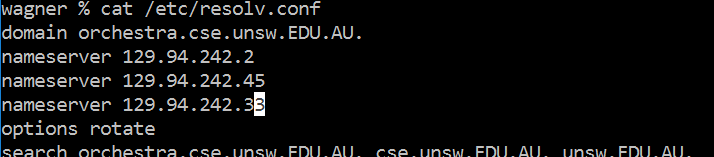 wagner % cat /etc/resolv.conf
domain orchestra.cse.unsw.EDU.AU.
nameserver 129.94.242.2
nameserver 129.94.242.45
nameserver 129.94.242.33
options rotate
search orchestra.cse.unsw.EDU.AU. cse.unsw.EDU.AU. unsw.EDU.AU.